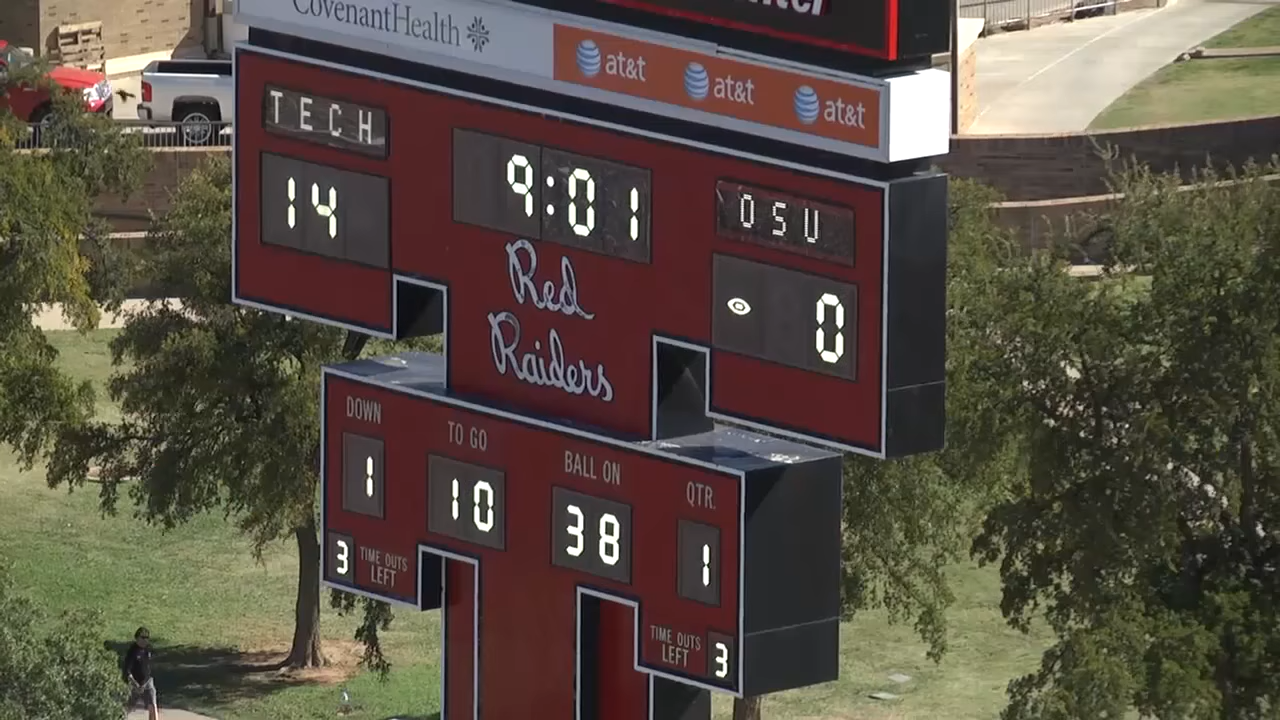 CovenantHealth
at&t at&t at&t
TECH
14
9:01
OSU
0
Red
Raiders
DOWN
1
TO GO
10
BALL ON
38
QTR.
1
3 TIME OUTS
LEFT
TIME OUTS
LEFT 3